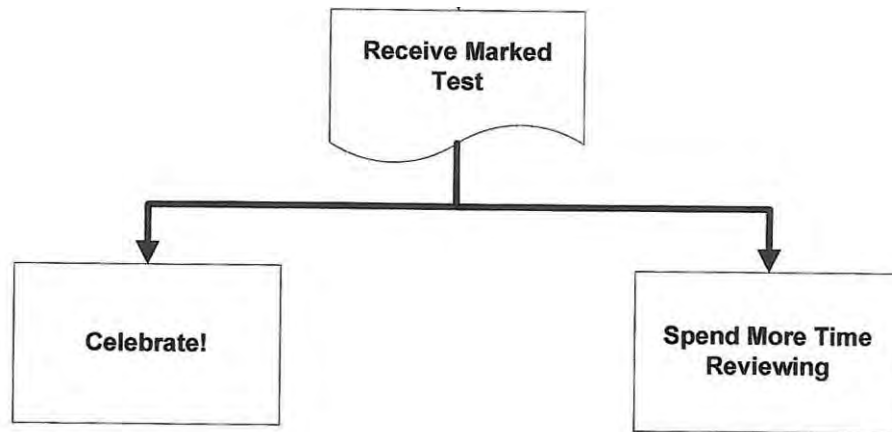 Receive Marked
Test
Celebrate!
Spend More Time
Reviewing